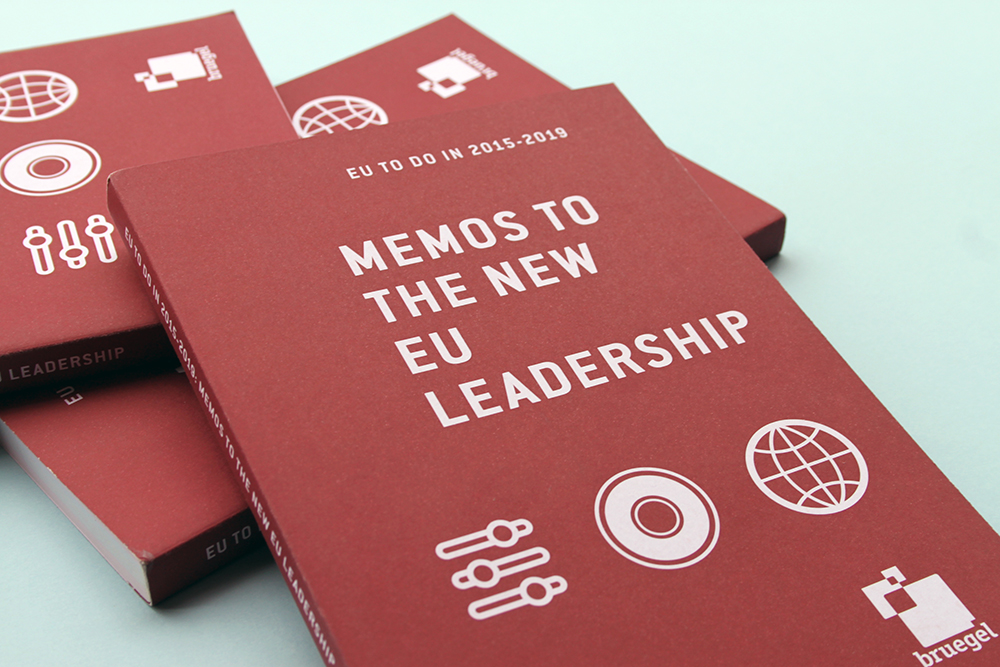 bruegel
bruegel
EU TO DO IN 2015-2019
MEMOS TO
THE NEW
EU
LEADERSHIP
bruegel
EU TO DO IN 2015-2019: MEMOS TO THE NEW EU LEADERSHIP
LEADERSHIP
EU
EU TO